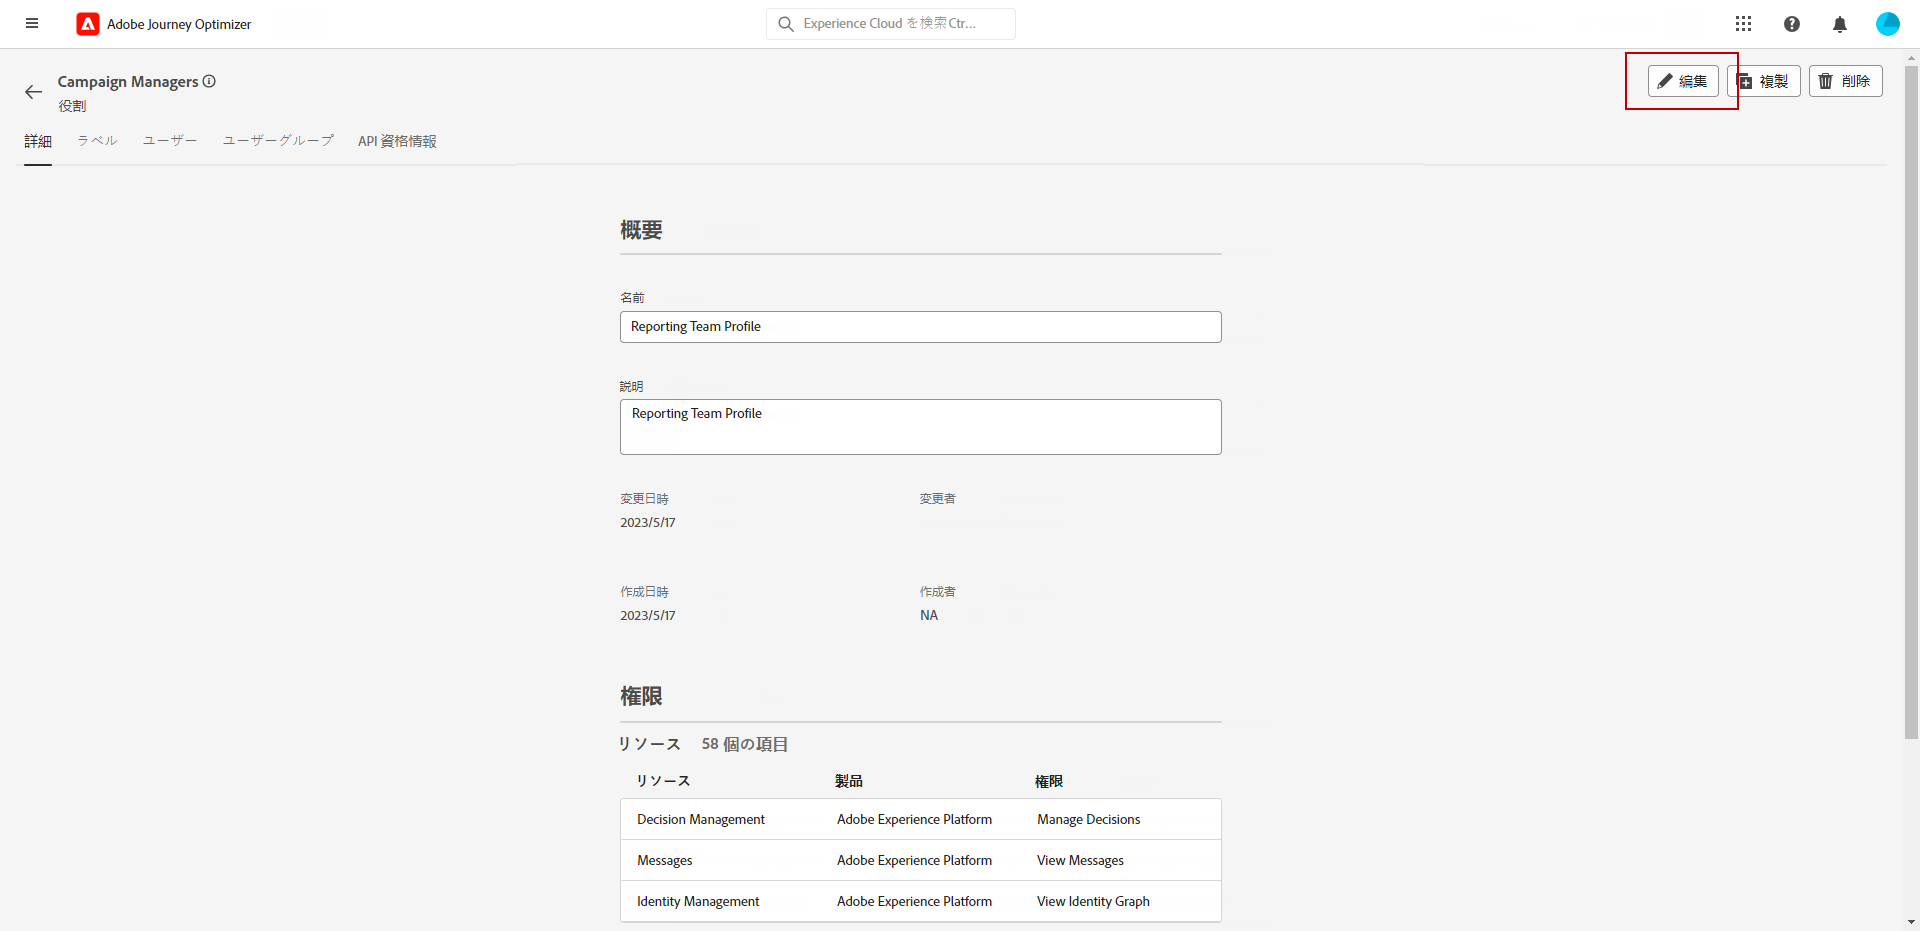 Adobe Journey Optimizer
Experience Cloud を検索Ctr...
Campaign Managers
役割
編集
複製
削除
詳細
ラベル
ユーザー
ユーザーグループ
API 資格情報
概要
名前
Reporting Team Profile
説明
Reporting Team Profile
変更日時
変更者
2023/5/17
作成日時
作成者
2023/5/17
NA
権限
リソース 58 個の項目
リソース 製品 権限
Decision Management Adobe Experience Platform Manage Decisions
Messages Adobe Experience Platform View Messages
Identity Management Adobe Experience Platform View Identity Graph